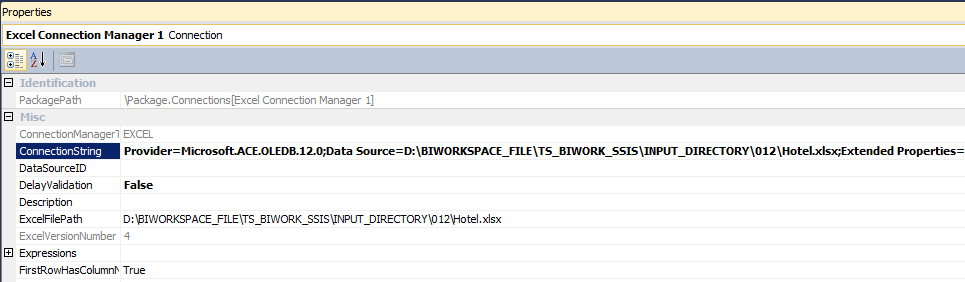 Properties
Excel Connection Manager 1 Connection
Identification
PackagePath \Package.Connections[Excel Connection Manager 1]
Misc
ConnectionManagerT EXCEL
ConnectionString Provider=Microsoft.ACE.OLEDB.12.0;Data Source=D:\BIWORKSPACE_FILE\TS_BIWORK_SSIS\INPUT_DIRECTORY\012\Hotel.xlsx;Extended Properties=
DataSourceID
DelayValidation False
Description
ExcelFilePath D:\BIWORKSPACE_FILE\TS_BIWORK_SSIS\INPUT_DIRECTORY\012\Hotel.xlsx
ExcelVersionNumber 4
Expressions
FirstRowHasColumnN True